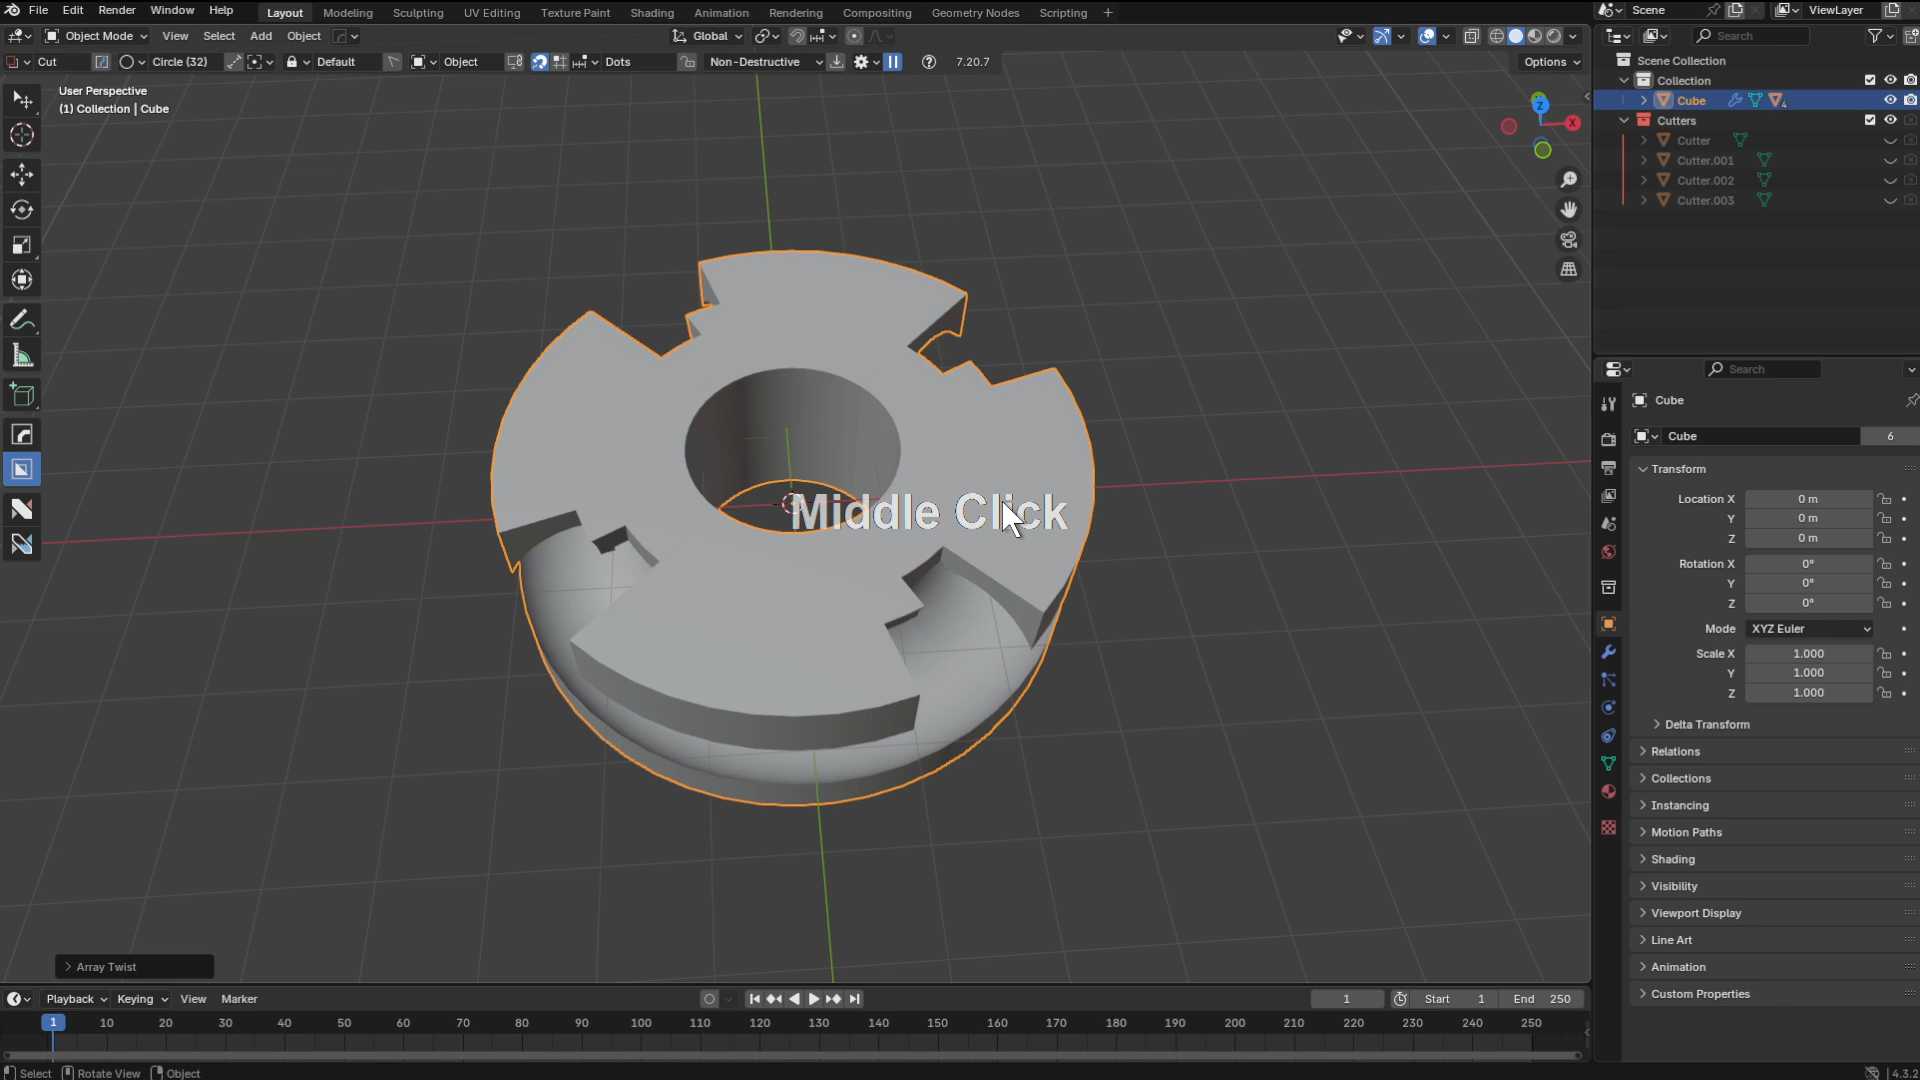 File Edit Render Window Help Layout Modeling Sculpting UV Editing Texture Paint Shading Animation Rendering Compositing Geometry Nodes Scripting + Scene ViewLayer
Object Mode View Select Add Object Global Search
Cut Circle (32) Default Object Dots Non-Destructive 7.20.7 Options
User Perspective
(1) Collection | Cube
Z
X
Scene Collection
Collection
Cube 4
Cutters
Cutter
Cutter.001
Cutter.002
Cutter.003
Middle Click
Search
Cube
Cube 6
Transform
Location X 0 m
Y 0 m
Z 0 m
Rotation X 0°
Y 0°
Z 0°
Mode XYZ Euler
Scale X 1.000
Y 1.000
Z 1.000
Delta Transform
Relations
Collections
Instancing
Motion Paths
Shading
Visibility
Viewport Display
Line Art
Animation
Custom Properties
Array Twist
Playback Keying View Marker 1 Start 1 End 250
1 10 20 30 40 50 60 70 80 90 100 110 120 130 140 150 160 170 180 190 200 210 220 230 240 250
Select Rotate View Object 4.3.2